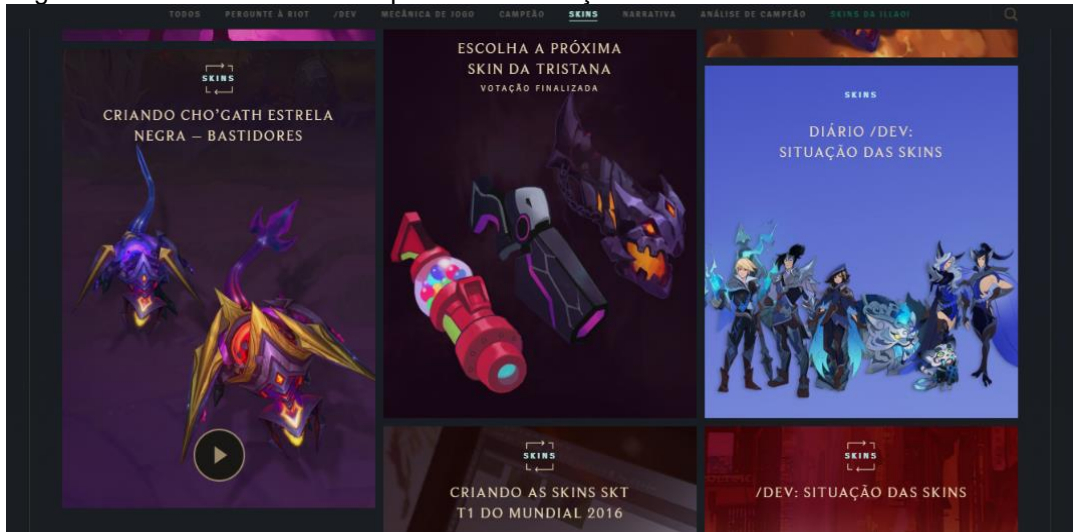 TODOS PERGUNTE À RIOT /DEV MECÂNICA DE JOGO CAMPEÃO SKINS NARRATIVA ANÁLISE DE CAMPEÃO SKINS DA ILLAOI
SKINS
CRIANDO CHO'GATH ESTRELA
NEGRA – BASTIDORES
ESCOLHA A PRÓXIMA
SKIN DA TRISTANA
VOTAÇÃO FINALIZADA
SKINS
DIÁRIO /DEV:
SITUAÇÃO DAS SKINS
SKINS
CRIANDO AS SKINS SKT
T1 DO MUNDIAL 2016
SKINS
/DEV: SITUAÇÃO DAS SKINS